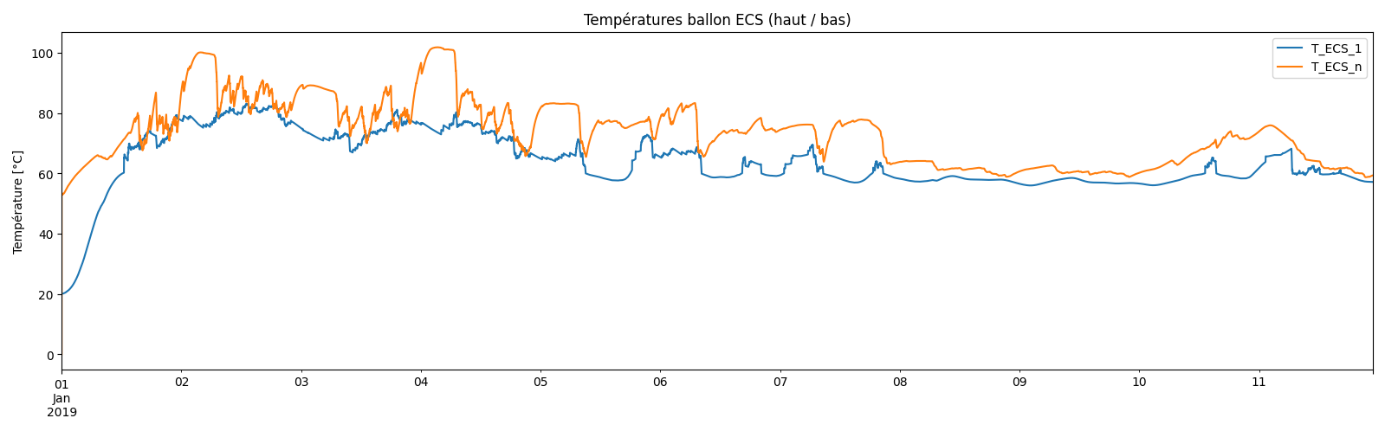 Températures ballon ECS (haut / bas)
T_ECS_1
T_ECS_n
Température [°C]
100
80
60
40
20
0
01 02 03 04 05 06 07 08 09 10 11
Jan
2019